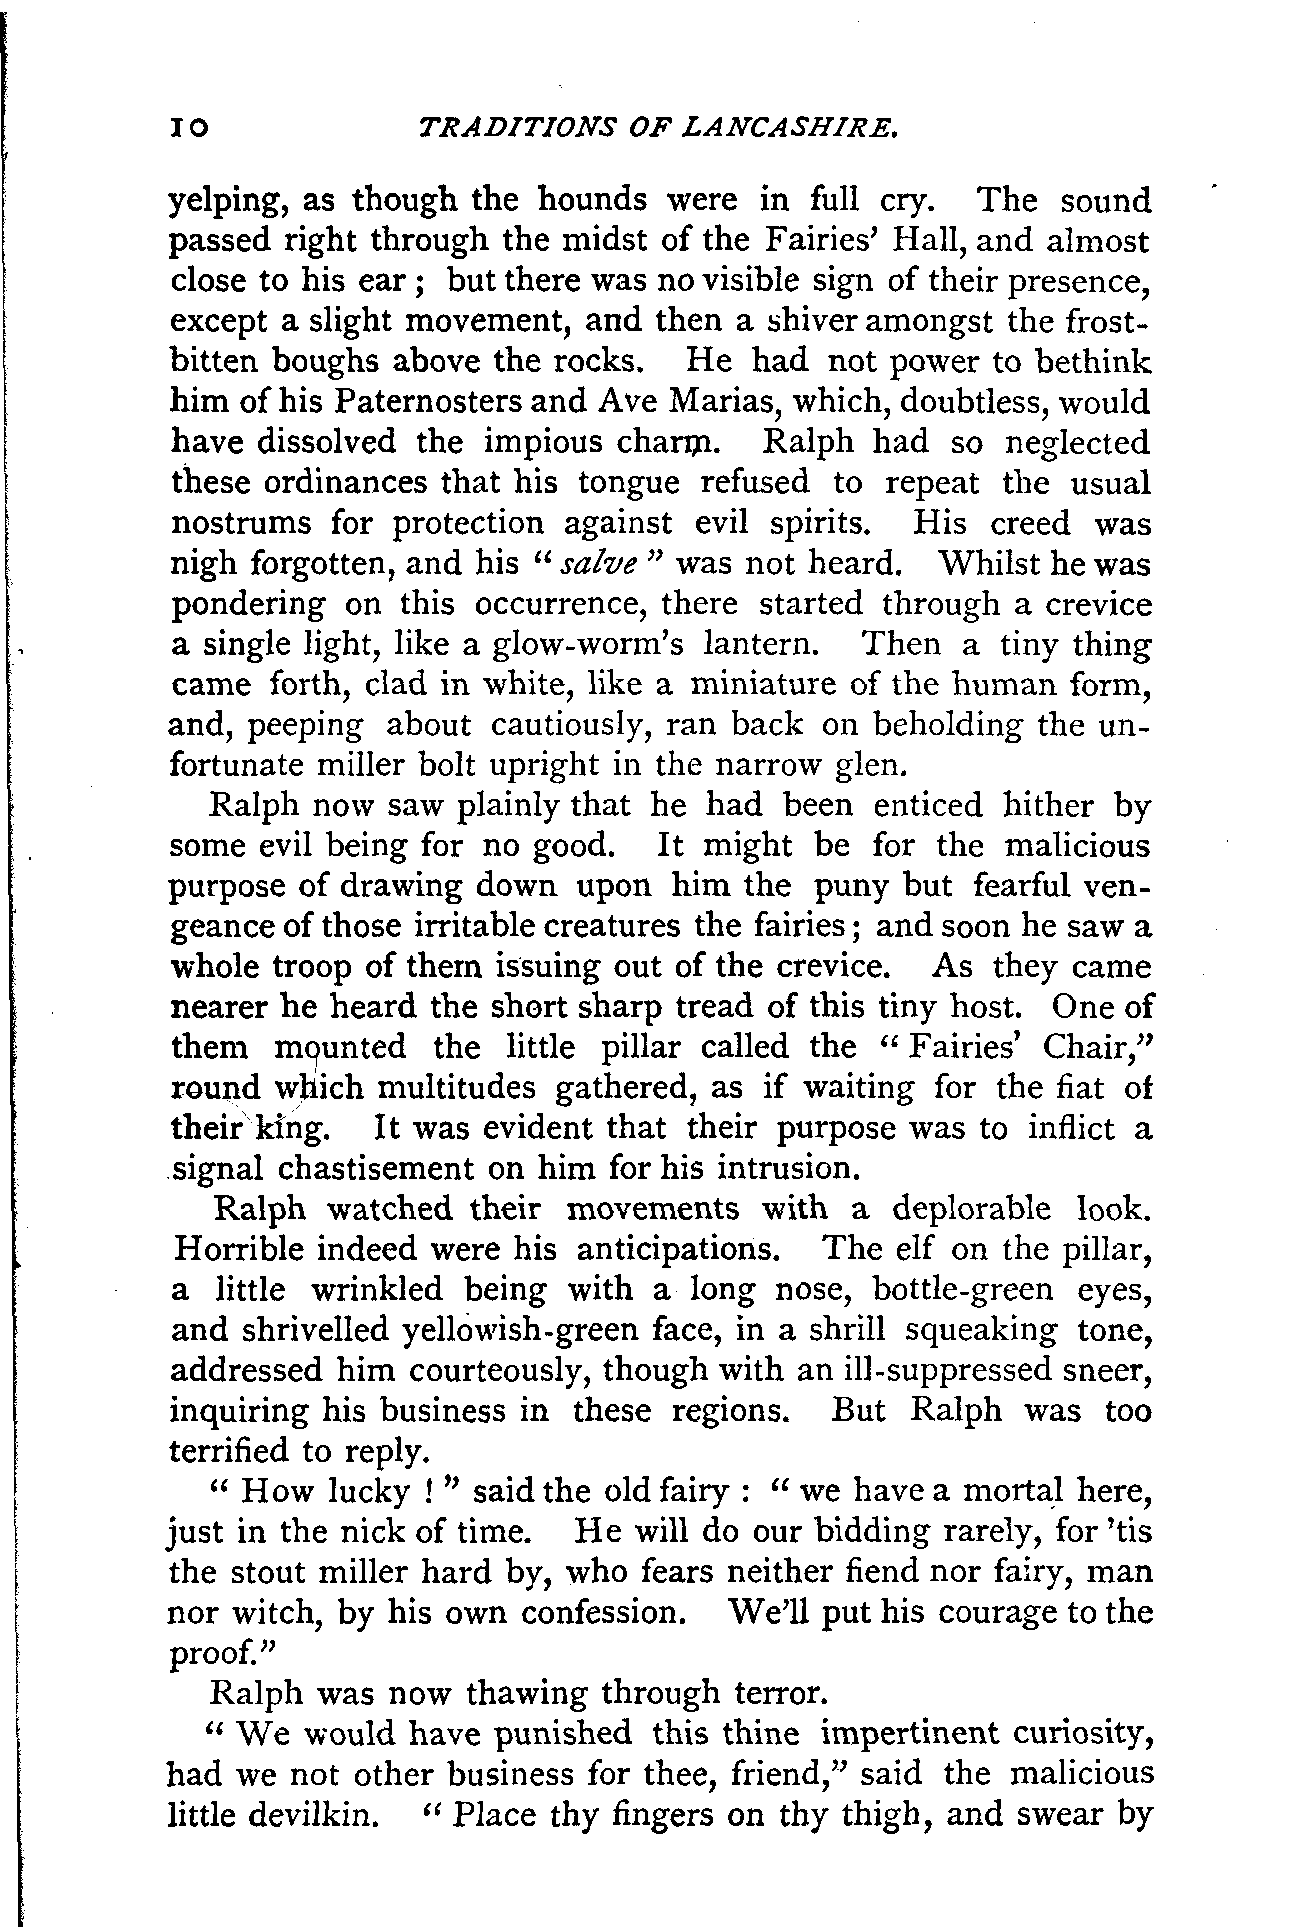 10 TRADITIONS OF LANCASHIRE.
yelping, as though the hounds were in full cry. The sound
passed right through the midst of the Fairies' Hall, and almost
close to his ear ; but there was no visible sign of their presence,
except a slight movement, and then a shiver amongst the frost-
bitten boughs above the rocks. He had not power to bethink
him of his Paternosters and Ave Marias, which, doubtless, would
have dissolved the impious charm. Ralph had so neglected
these ordinances that his tongue refused to repeat the usual
nostrums for protection against evil spirits. His creed was
nigh forgotten, and his " salve " was not heard. Whilst he was
pondering on this occurrence, there started through a crevice
a single light, like a glow-worm's lantern. Then a tiny thing
came forth, clad in white, like a miniature of the human form,
and, peeping about cautiously, ran back on beholding the un-
fortunate miller bolt upright in the narrow glen.
Ralph now saw plainly that he had been enticed hither by
some evil being for no good. It might be for the malicious
purpose of drawing down upon him the puny but fearful ven-
geance of those irritable creatures the fairies ; and soon he saw a
whole troop of them issuing out of the crevice. As they came
nearer he heard the short sharp tread of this tiny host. One of
them mounted the little pillar called the " Fairies' Chair,"
round which multitudes gathered, as if waiting for the fiat of
their king. It was evident that their purpose was to inflict a
signal chastisement on him for his intrusion.
Ralph watched their movements with a deplorable look.
Horrible indeed were his anticipations. The elf on the pillar,
a little wrinkled being with a long nose, bottle-green eyes,
and shrivelled yellowish-green face, in a shrill squeaking tone,
addressed him courteously, though with an ill-suppressed sneer,
inquiring his business in these regions. But Ralph was too
terrified to reply.
" How lucky ! " said the old fairy : " we have a mortal here,
just in the nick of time. He will do our bidding rarely, for 'tis
the stout miller hard by, who fears neither fiend nor fairy, man
nor witch, by his own confession. We'll put his courage to the
proof."
Ralph was now thawing through terror.
" We would have punished this thine impertinent curiosity,
had we not other business for thee, friend," said the malicious
little devilkin. " Place thy fingers on thy thigh, and swear by